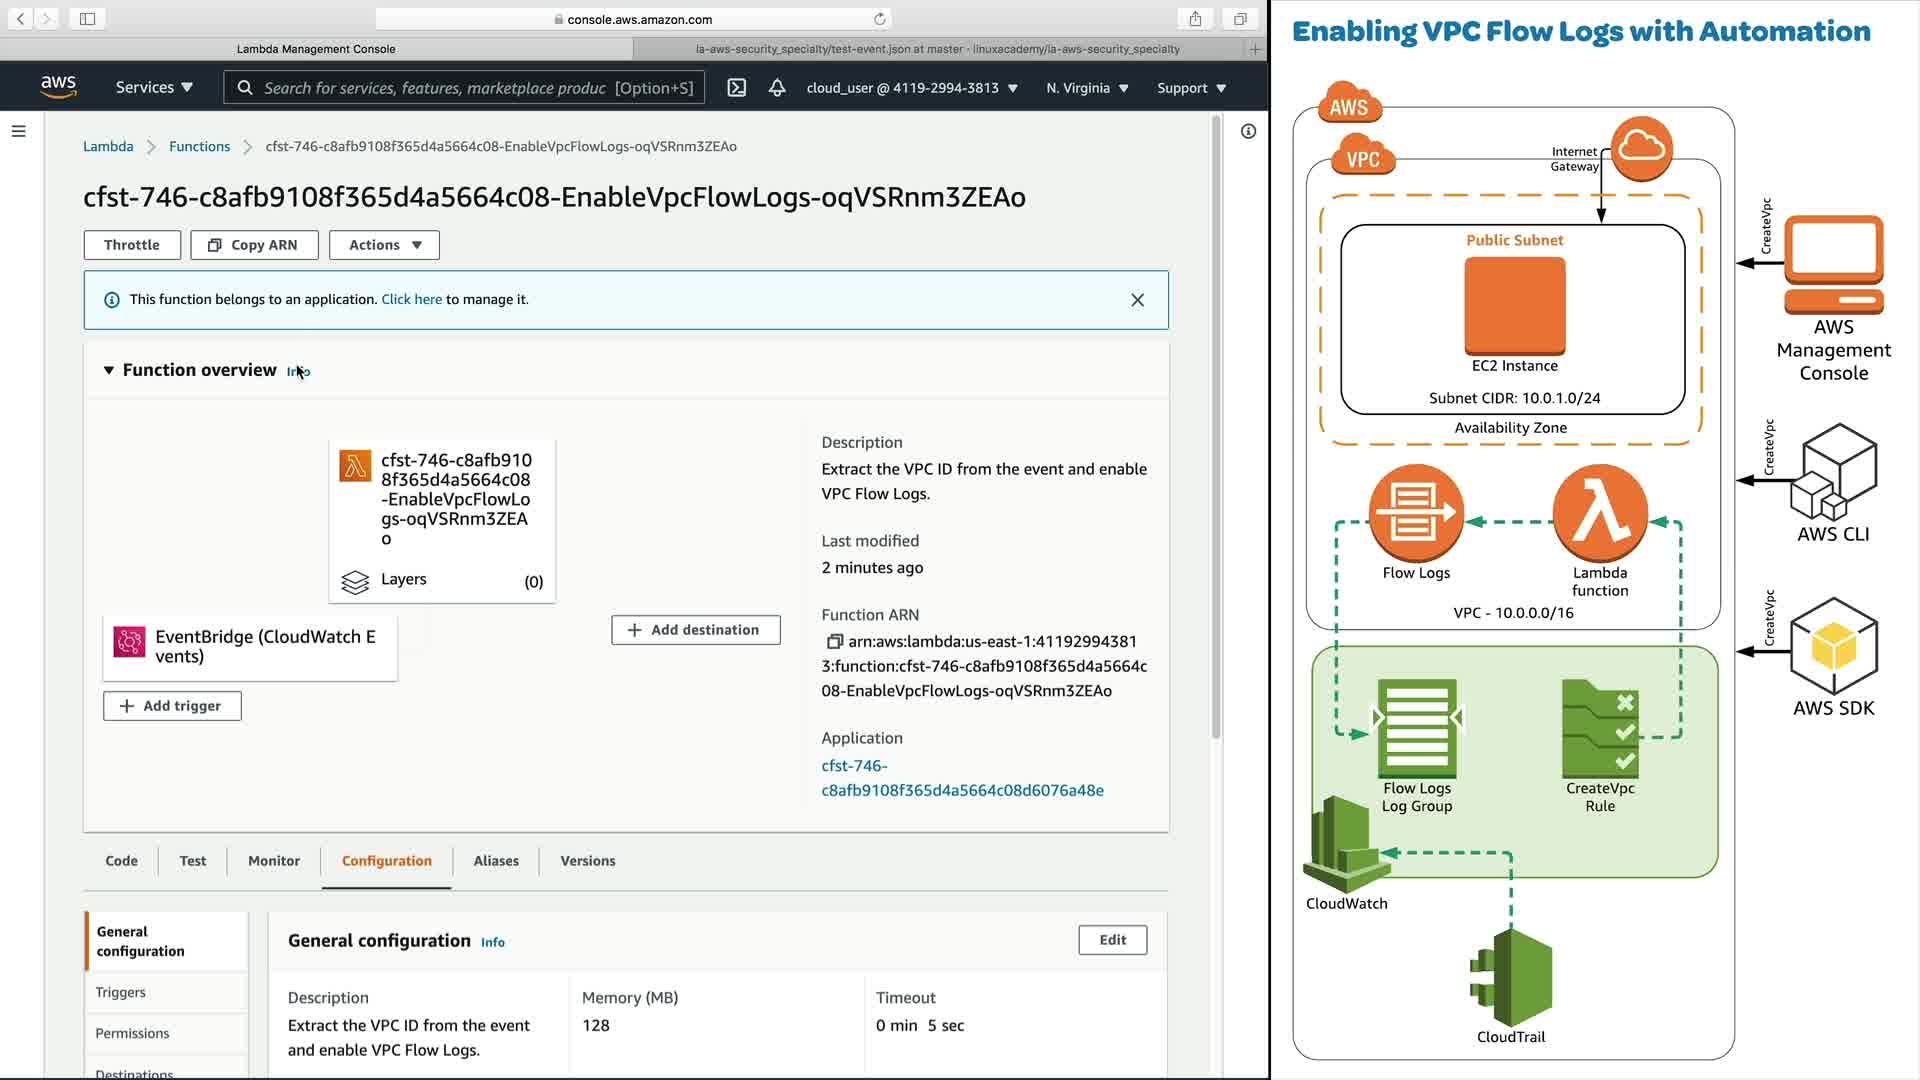 console.aws.amazon.com
Lambda Management Console
la-aws-security_specialty/test-event.json at master · linuxacademy/la-aws-security_specialty
aws
Services
Search for services, features, marketplace produc
[Option+S]
cloud_user @ 4119-2994-3813
N. Virginia
Support
Lambda
Functions
cfst-746-c8afb9108f365d4a5664c08-EnableVpcFlowLogs-oqVSRnm3ZEAo
cfst-746-c8afb9108f365d4a5664c08-EnableVpcFlowLogs-oqVSRnm3ZEAo
Throttle
Copy ARN
Actions
This function belongs to an application. Click here to manage it.
Function overview Info
cfst-746-c8afb910
8f365d4a5664c08
-EnableVpcFlowLo
gs-oqVSRnm3ZEA
o
Layers (0)
EventBridge (CloudWatch E
vents)
+ Add trigger
+ Add destination
Description
Extract the VPC ID from the event and enable
VPC Flow Logs.
Last modified
2 minutes ago
Function ARN
arn:aws:lambda:us-east-1:41192994381
3:function:cfst-746-c8afb9108f365d4a5664c
08-EnableVpcFlowLogs-oqVSRnm3ZEAo
Application
cfst-746-
c8afb9108f365d4a5664c08d6076a48e
Code
Test
Monitor
Configuration
Aliases
Versions
General
configuration
Triggers
Permissions
Destinations
General configuration Info
Edit
Description
Extract the VPC ID from the event
and enable VPC Flow Logs.
Memory (MB)
128
Timeout
0 min 5 sec
Enabling VPC Flow Logs with Automation
AWS
VPC
Internet
Gateway
Public Subnet
EC2 Instance
Subnet CIDR: 10.0.1.0/24
Availability Zone
Flow Logs
Lambda
function
VPC - 10.0.0.0/16
Flow Logs
Log Group
CreateVpc
Rule
CloudWatch
CloudTrail
CreateVpc
AWS
Management
Console
CreateVpc
AWS CLI
CreateVpc
AWS SDK